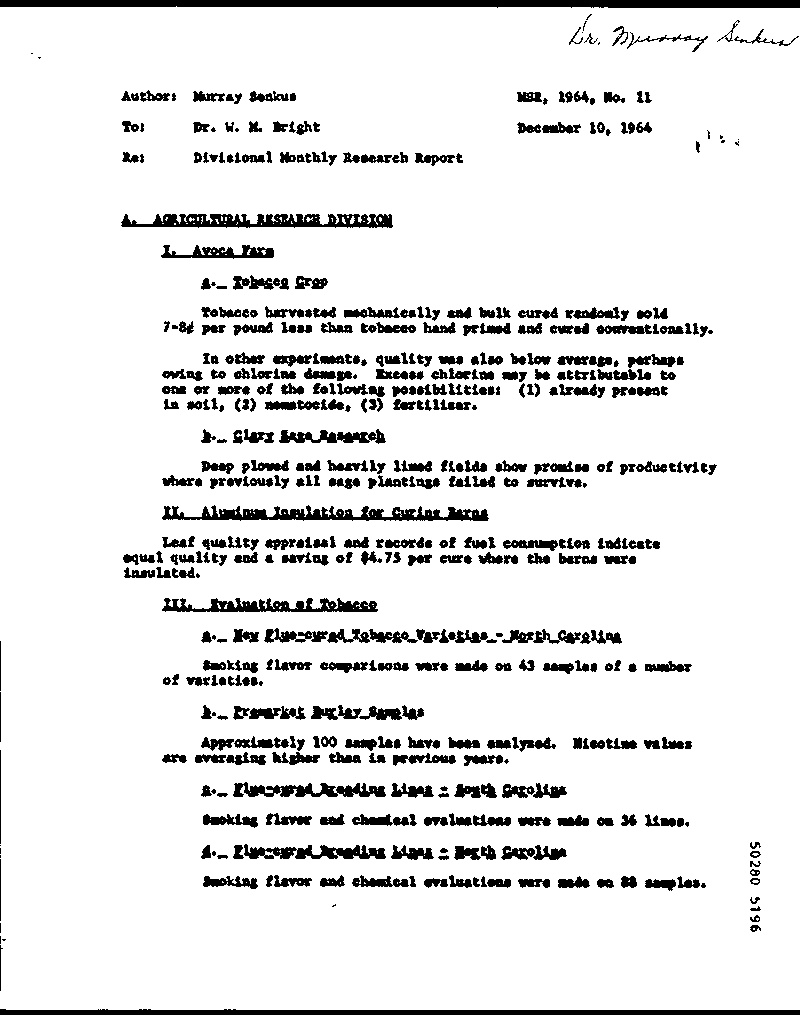 Dr. Murray Senkus
Author: Murray Senkus MSR, 1964, No. 11
To: Dr. W. M. Bright December 10, 1964
Re: Divisional Monthly Research Report
A. AGRICULTURAL RESEARCH DIVISION
I. Avoca Farm
a. Tobacco Crop
Tobacco harvested mechanically and bulk cured randomly sold
7-8¢ per pound less than tobacco hand primed and cured conventionally.
In other experiments, quality was also below average, perhaps
owing to chlorine damage. Excess chlorine may be attributable to
one or more of the following possibilities: (1) already present
in soil, (2) nematocide, (3) fertilizer.
b. Clary Sage Research
Deep plowed and heavily limed fields show promise of productivity
where previously all sage plantings failed to survive.
II. Aluminum Insulation for Curing Barns
Leaf quality appraisal and records of fuel consumption indicate
equal quality and a saving of $4.75 per cure where the barns were
insulated.
III. Evaluation of Tobacco
a. New Flue-cured Tobacco Varieties - North Carolina
Smoking flavor comparisons were made on 43 samples of a number
of varieties.
b. Premarket Burley Samples
Approximately 100 samples have been analyzed. Nicotine values
are averaging higher than in previous years.
c. Flue-cured Breeding Lines - South Carolina
Smoking flavor and chemical evaluations were made on 36 lines.
d. Flue-cured Breeding Lines - North Carolina
Smoking flavor and chemical evaluations were made on 88 samples.
50280 5196